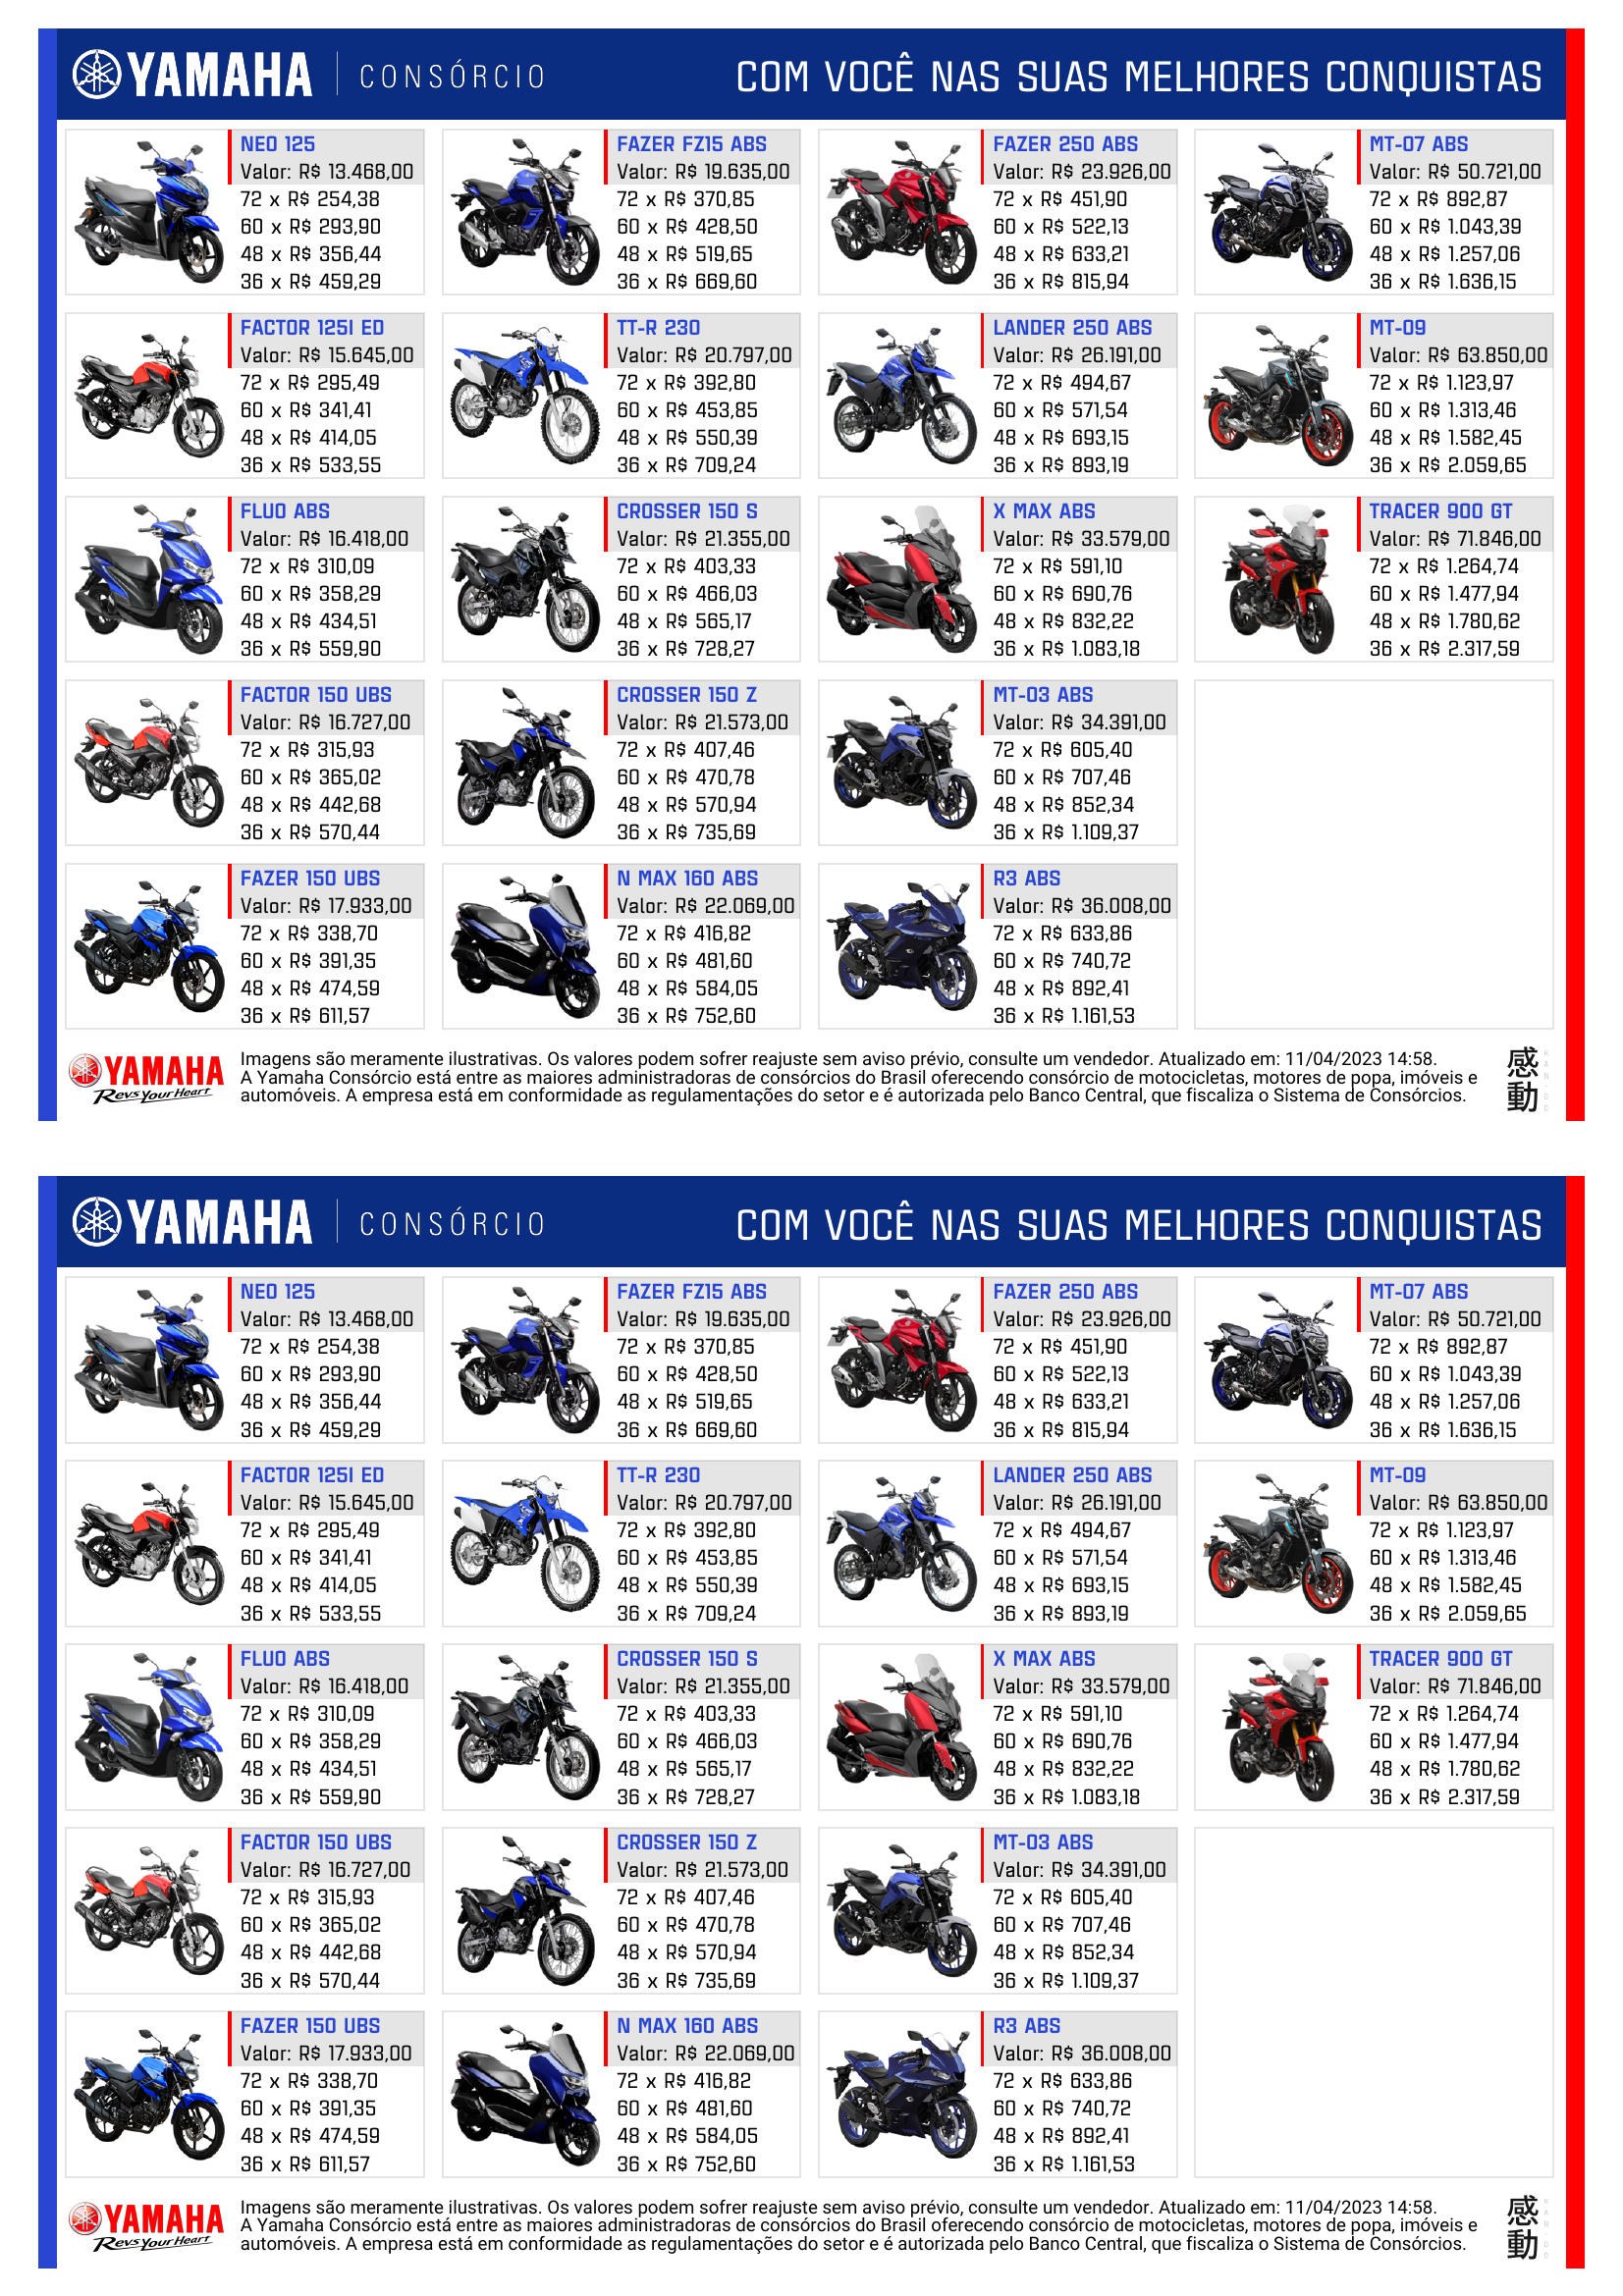 YAMAHA CONSÓRCIO COM VOCÊ NAS SUAS MELHORES CONQUISTAS
NEO 125
Valor: R$ 13.468,00
72 x R$ 254,38
60 x R$ 293,90
48 x R$ 356,44
36 x R$ 459,29
FAZER FZ15 ABS
Valor: R$ 19.635,00
72 x R$ 370,85
60 x R$ 428,50
48 x R$ 519,65
36 x R$ 669,60
FAZER 250 ABS
Valor: R$ 23.926,00
72 x R$ 451,90
60 x R$ 522,13
48 x R$ 633,21
36 x R$ 815,94
MT-07 ABS
Valor: R$ 50.721,00
72 x R$ 892,87
60 x R$ 1.043,39
48 x R$ 1.257,06
36 x R$ 1.636,15
FACTOR 125I ED
Valor: R$ 15.645,00
72 x R$ 295,49
60 x R$ 341,41
48 x R$ 414,05
36 x R$ 533,55
TT-R 230
Valor: R$ 20.797,00
72 x R$ 392,80
60 x R$ 453,85
48 x R$ 550,39
36 x R$ 709,24
LANDER 250 ABS
Valor: R$ 26.191,00
72 x R$ 494,67
60 x R$ 571,54
48 x R$ 693,15
36 x R$ 893,19
MT-09
Valor: R$ 63.850,00
72 x R$ 1.123,97
60 x R$ 1.313,46
48 x R$ 1.582,45
36 x R$ 2.059,65
FLUO ABS
Valor: R$ 16.418,00
72 x R$ 310,09
60 x R$ 358,29
48 x R$ 434,51
36 x R$ 559,90
CROSSER 150 S
Valor: R$ 21.355,00
72 x R$ 403,33
60 x R$ 466,03
48 x R$ 565,17
36 x R$ 728,27
X MAX ABS
Valor: R$ 33.579,00
72 x R$ 591,10
60 x R$ 690,76
48 x R$ 832,22
36 x R$ 1.083,18
TRACER 900 GT
Valor: R$ 71.846,00
72 x R$ 1.264,74
60 x R$ 1.477,94
48 x R$ 1.780,62
36 x R$ 2.317,59
FACTOR 150 UBS
Valor: R$ 16.727,00
72 x R$ 315,93
60 x R$ 365,02
48 x R$ 442,68
36 x R$ 570,44
CROSSER 150 Z
Valor: R$ 21.573,00
72 x R$ 407,46
60 x R$ 470,78
48 x R$ 570,94
36 x R$ 735,69
MT-03 ABS
Valor: R$ 34.391,00
72 x R$ 605,40
60 x R$ 707,46
48 x R$ 852,34
36 x R$ 1.109,37
FAZER 150 UBS
Valor: R$ 17.933,00
72 x R$ 338,70
60 x R$ 391,35
48 x R$ 474,59
36 x R$ 611,57
N MAX 160 ABS
Valor: R$ 22.069,00
72 x R$ 416,82
60 x R$ 481,60
48 x R$ 584,05
36 x R$ 752,60
R3 ABS
Valor: R$ 36.008,00
72 x R$ 633,86
60 x R$ 740,72
48 x R$ 892,41
36 x R$ 1.161,53
YAMAHA
Revs Your Heart
Imagens são meramente ilustrativas. Os valores podem sofrer reajuste sem aviso prévio, consulte um vendedor. Atualizado em: 11/04/2023 14:58.
A Yamaha Consórcio está entre as maiores administradoras de consórcios do Brasil oferecendo consórcio de motocicletas, motores de popa, imóveis e
automóveis. A empresa está em conformidade as regulamentações do setor e é autorizada pelo Banco Central, que fiscaliza o Sistema de Consórcios.
感動
YAMAHA CONSÓRCIO COM VOCÊ NAS SUAS MELHORES CONQUISTAS
NEO 125
Valor: R$ 13.468,00
72 x R$ 254,38
60 x R$ 293,90
48 x R$ 356,44
36 x R$ 459,29
FAZER FZ15 ABS
Valor: R$ 19.635,00
72 x R$ 370,85
60 x R$ 428,50
48 x R$ 519,65
36 x R$ 669,60
FAZER 250 ABS
Valor: R$ 23.926,00
72 x R$ 451,90
60 x R$ 522,13
48 x R$ 633,21
36 x R$ 815,94
MT-07 ABS
Valor: R$ 50.721,00
72 x R$ 892,87
60 x R$ 1.043,39
48 x R$ 1.257,06
36 x R$ 1.636,15
FACTOR 125I ED
Valor: R$ 15.645,00
72 x R$ 295,49
60 x R$ 341,41
48 x R$ 414,05
36 x R$ 533,55
TT-R 230
Valor: R$ 20.797,00
72 x R$ 392,80
60 x R$ 453,85
48 x R$ 550,39
36 x R$ 709,24
LANDER 250 ABS
Valor: R$ 26.191,00
72 x R$ 494,67
60 x R$ 571,54
48 x R$ 693,15
36 x R$ 893,19
MT-09
Valor: R$ 63.850,00
72 x R$ 1.123,97
60 x R$ 1.313,46
48 x R$ 1.582,45
36 x R$ 2.059,65
FLUO ABS
Valor: R$ 16.418,00
72 x R$ 310,09
60 x R$ 358,29
48 x R$ 434,51
36 x R$ 559,90
CROSSER 150 S
Valor: R$ 21.355,00
72 x R$ 403,33
60 x R$ 466,03
48 x R$ 565,17
36 x R$ 728,27
X MAX ABS
Valor: R$ 33.579,00
72 x R$ 591,10
60 x R$ 690,76
48 x R$ 832,22
36 x R$ 1.083,18
TRACER 900 GT
Valor: R$ 71.846,00
72 x R$ 1.264,74
60 x R$ 1.477,94
48 x R$ 1.780,62
36 x R$ 2.317,59
FACTOR 150 UBS
Valor: R$ 16.727,00
72 x R$ 315,93
60 x R$ 365,02
48 x R$ 442,68
36 x R$ 570,44
CROSSER 150 Z
Valor: R$ 21.573,00
72 x R$ 407,46
60 x R$ 470,78
48 x R$ 570,94
36 x R$ 735,69
MT-03 ABS
Valor: R$ 34.391,00
72 x R$ 605,40
60 x R$ 707,46
48 x R$ 852,34
36 x R$ 1.109,37
FAZER 150 UBS
Valor: R$ 17.933,00
72 x R$ 338,70
60 x R$ 391,35
48 x R$ 474,59
36 x R$ 611,57
N MAX 160 ABS
Valor: R$ 22.069,00
72 x R$ 416,82
60 x R$ 481,60
48 x R$ 584,05
36 x R$ 752,60
R3 ABS
Valor: R$ 36.008,00
72 x R$ 633,86
60 x R$ 740,72
48 x R$ 892,41
36 x R$ 1.161,53
YAMAHA
Revs Your Heart
Imagens são meramente ilustrativas. Os valores podem sofrer reajuste sem aviso prévio, consulte um vendedor. Atualizado em: 11/04/2023 14:58.
A Yamaha Consórcio está entre as maiores administradoras de consórcios do Brasil oferecendo consórcio de motocicletas, motores de popa, imóveis e
automóveis. A empresa está em conformidade as regulamentações do setor e é autorizada pelo Banco Central, que fiscaliza o Sistema de Consórcios.
感動